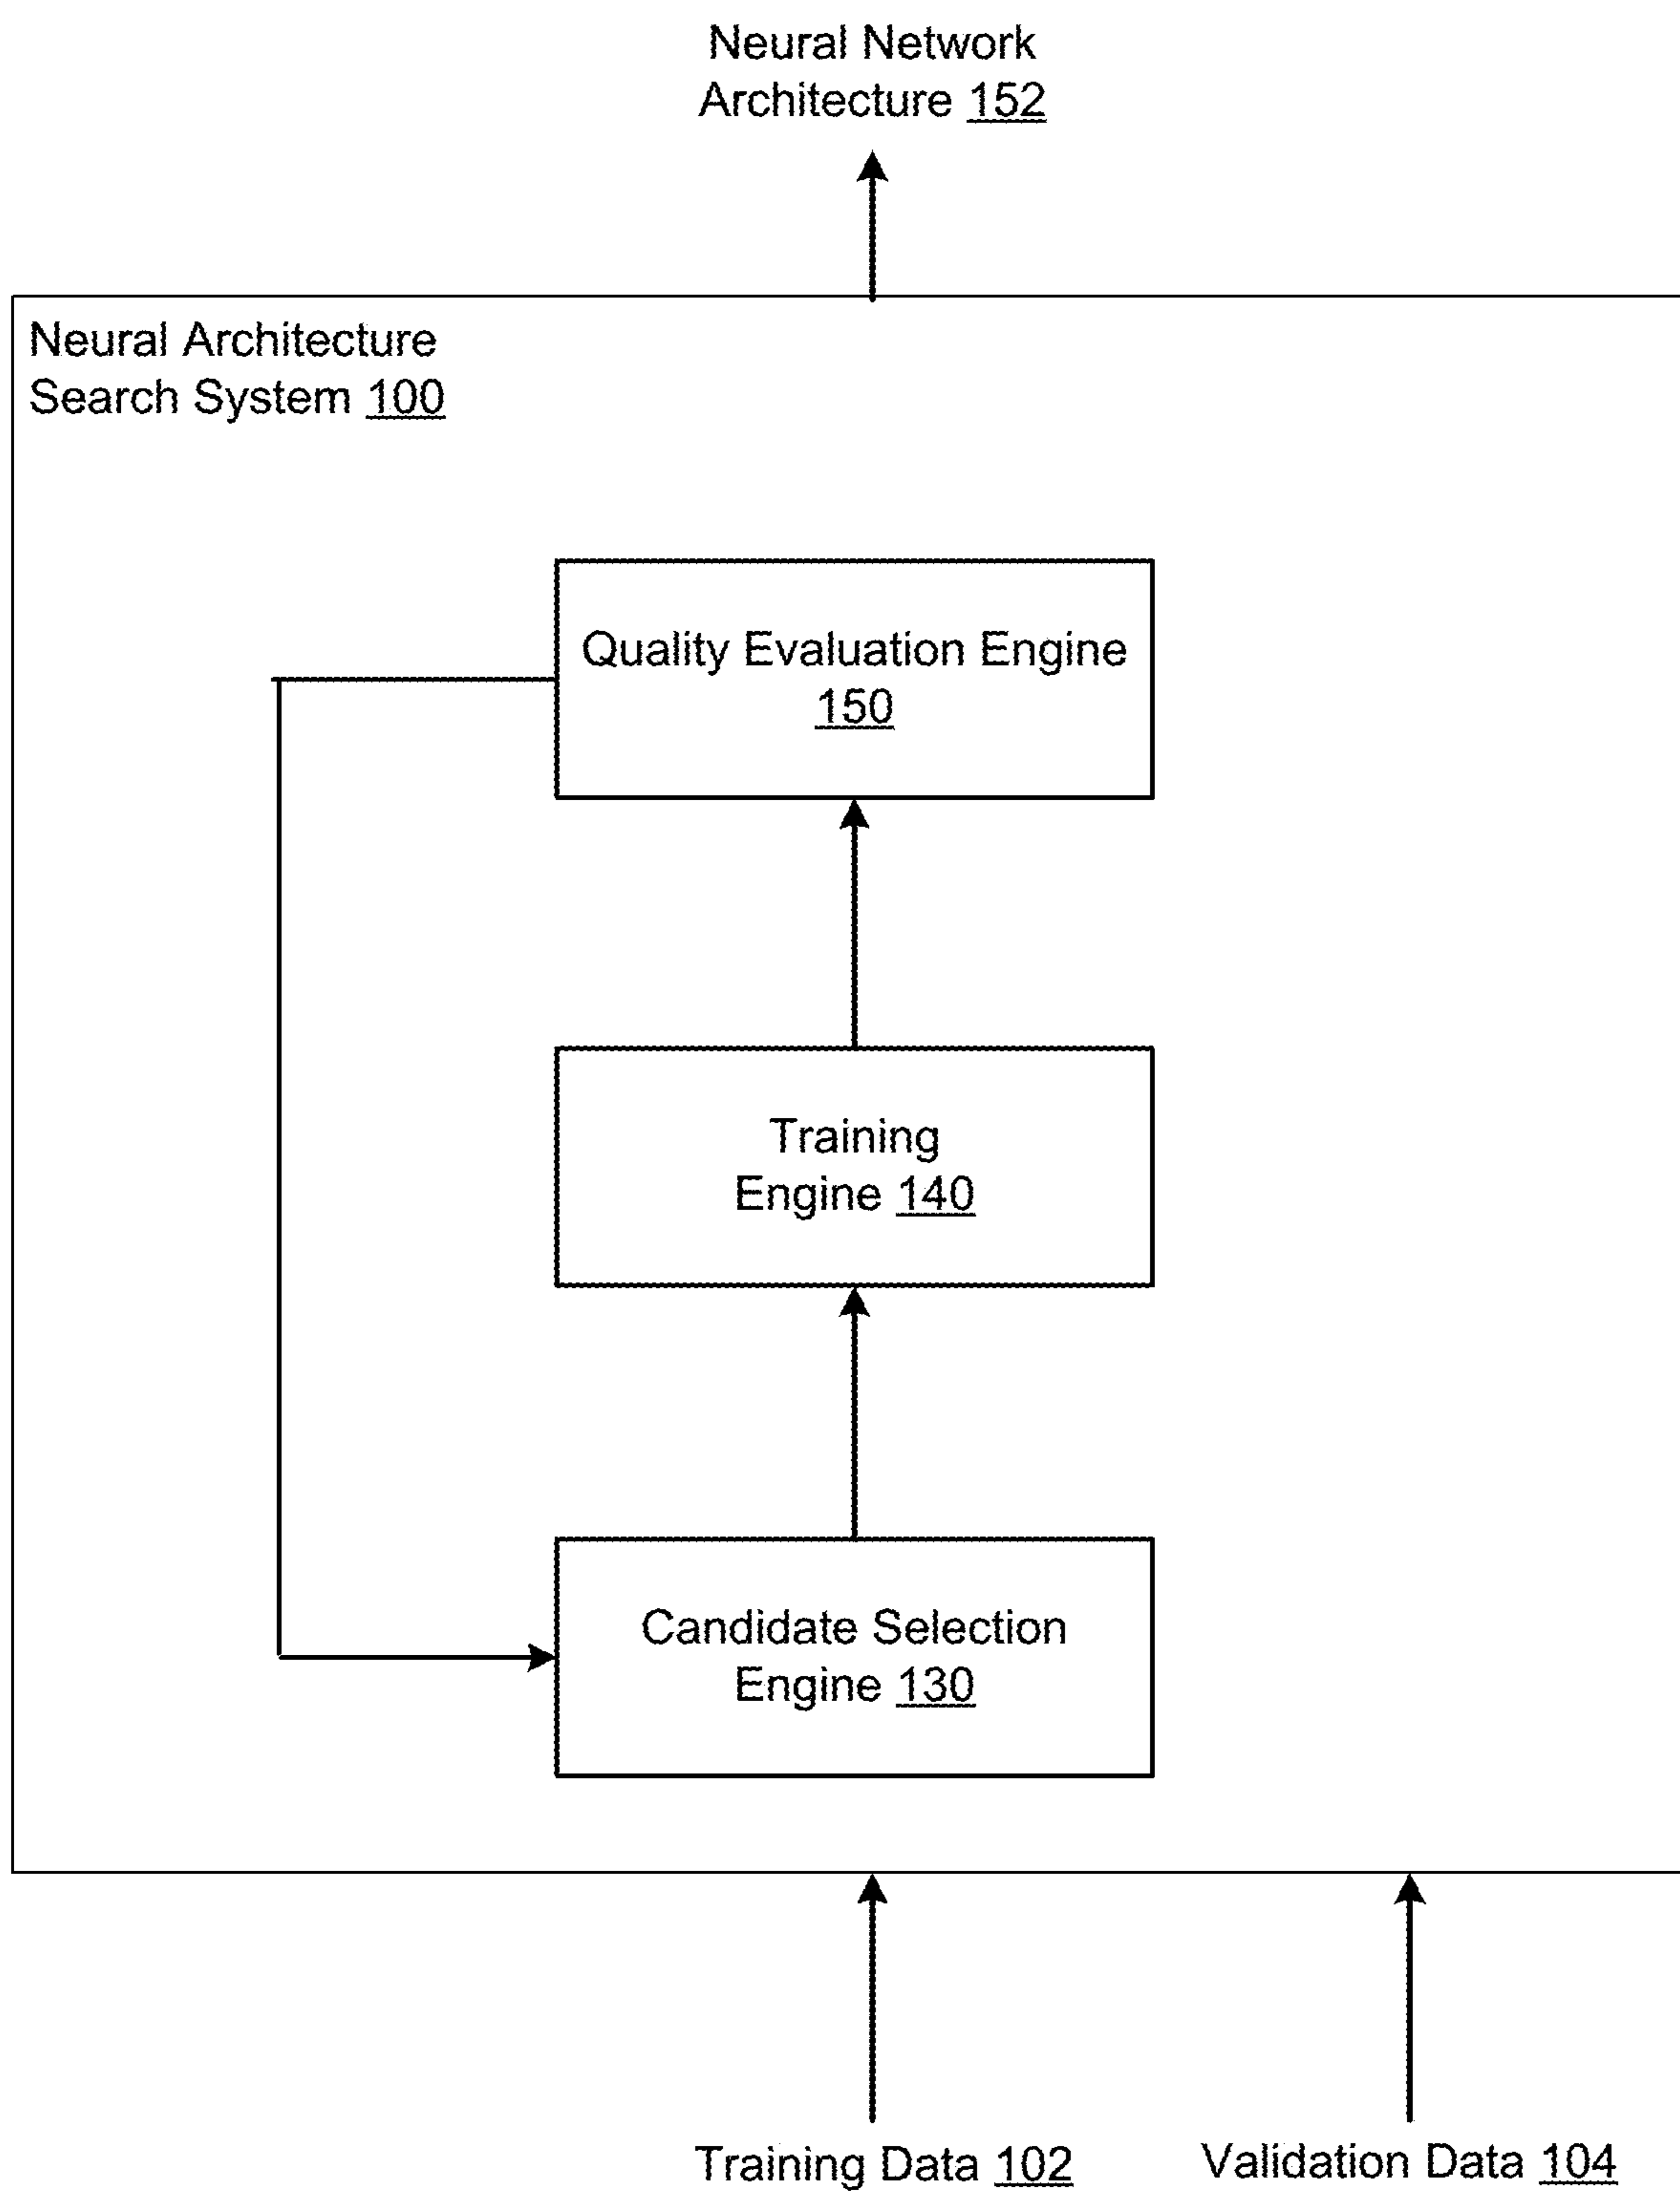 Neural Network
Architecture 152
Neural Architecture
Search System 100
Quality Evaluation Engine
150
Training
Engine 140
Candidate Selection
Engine 130
Training Data 102
Validation Data 104